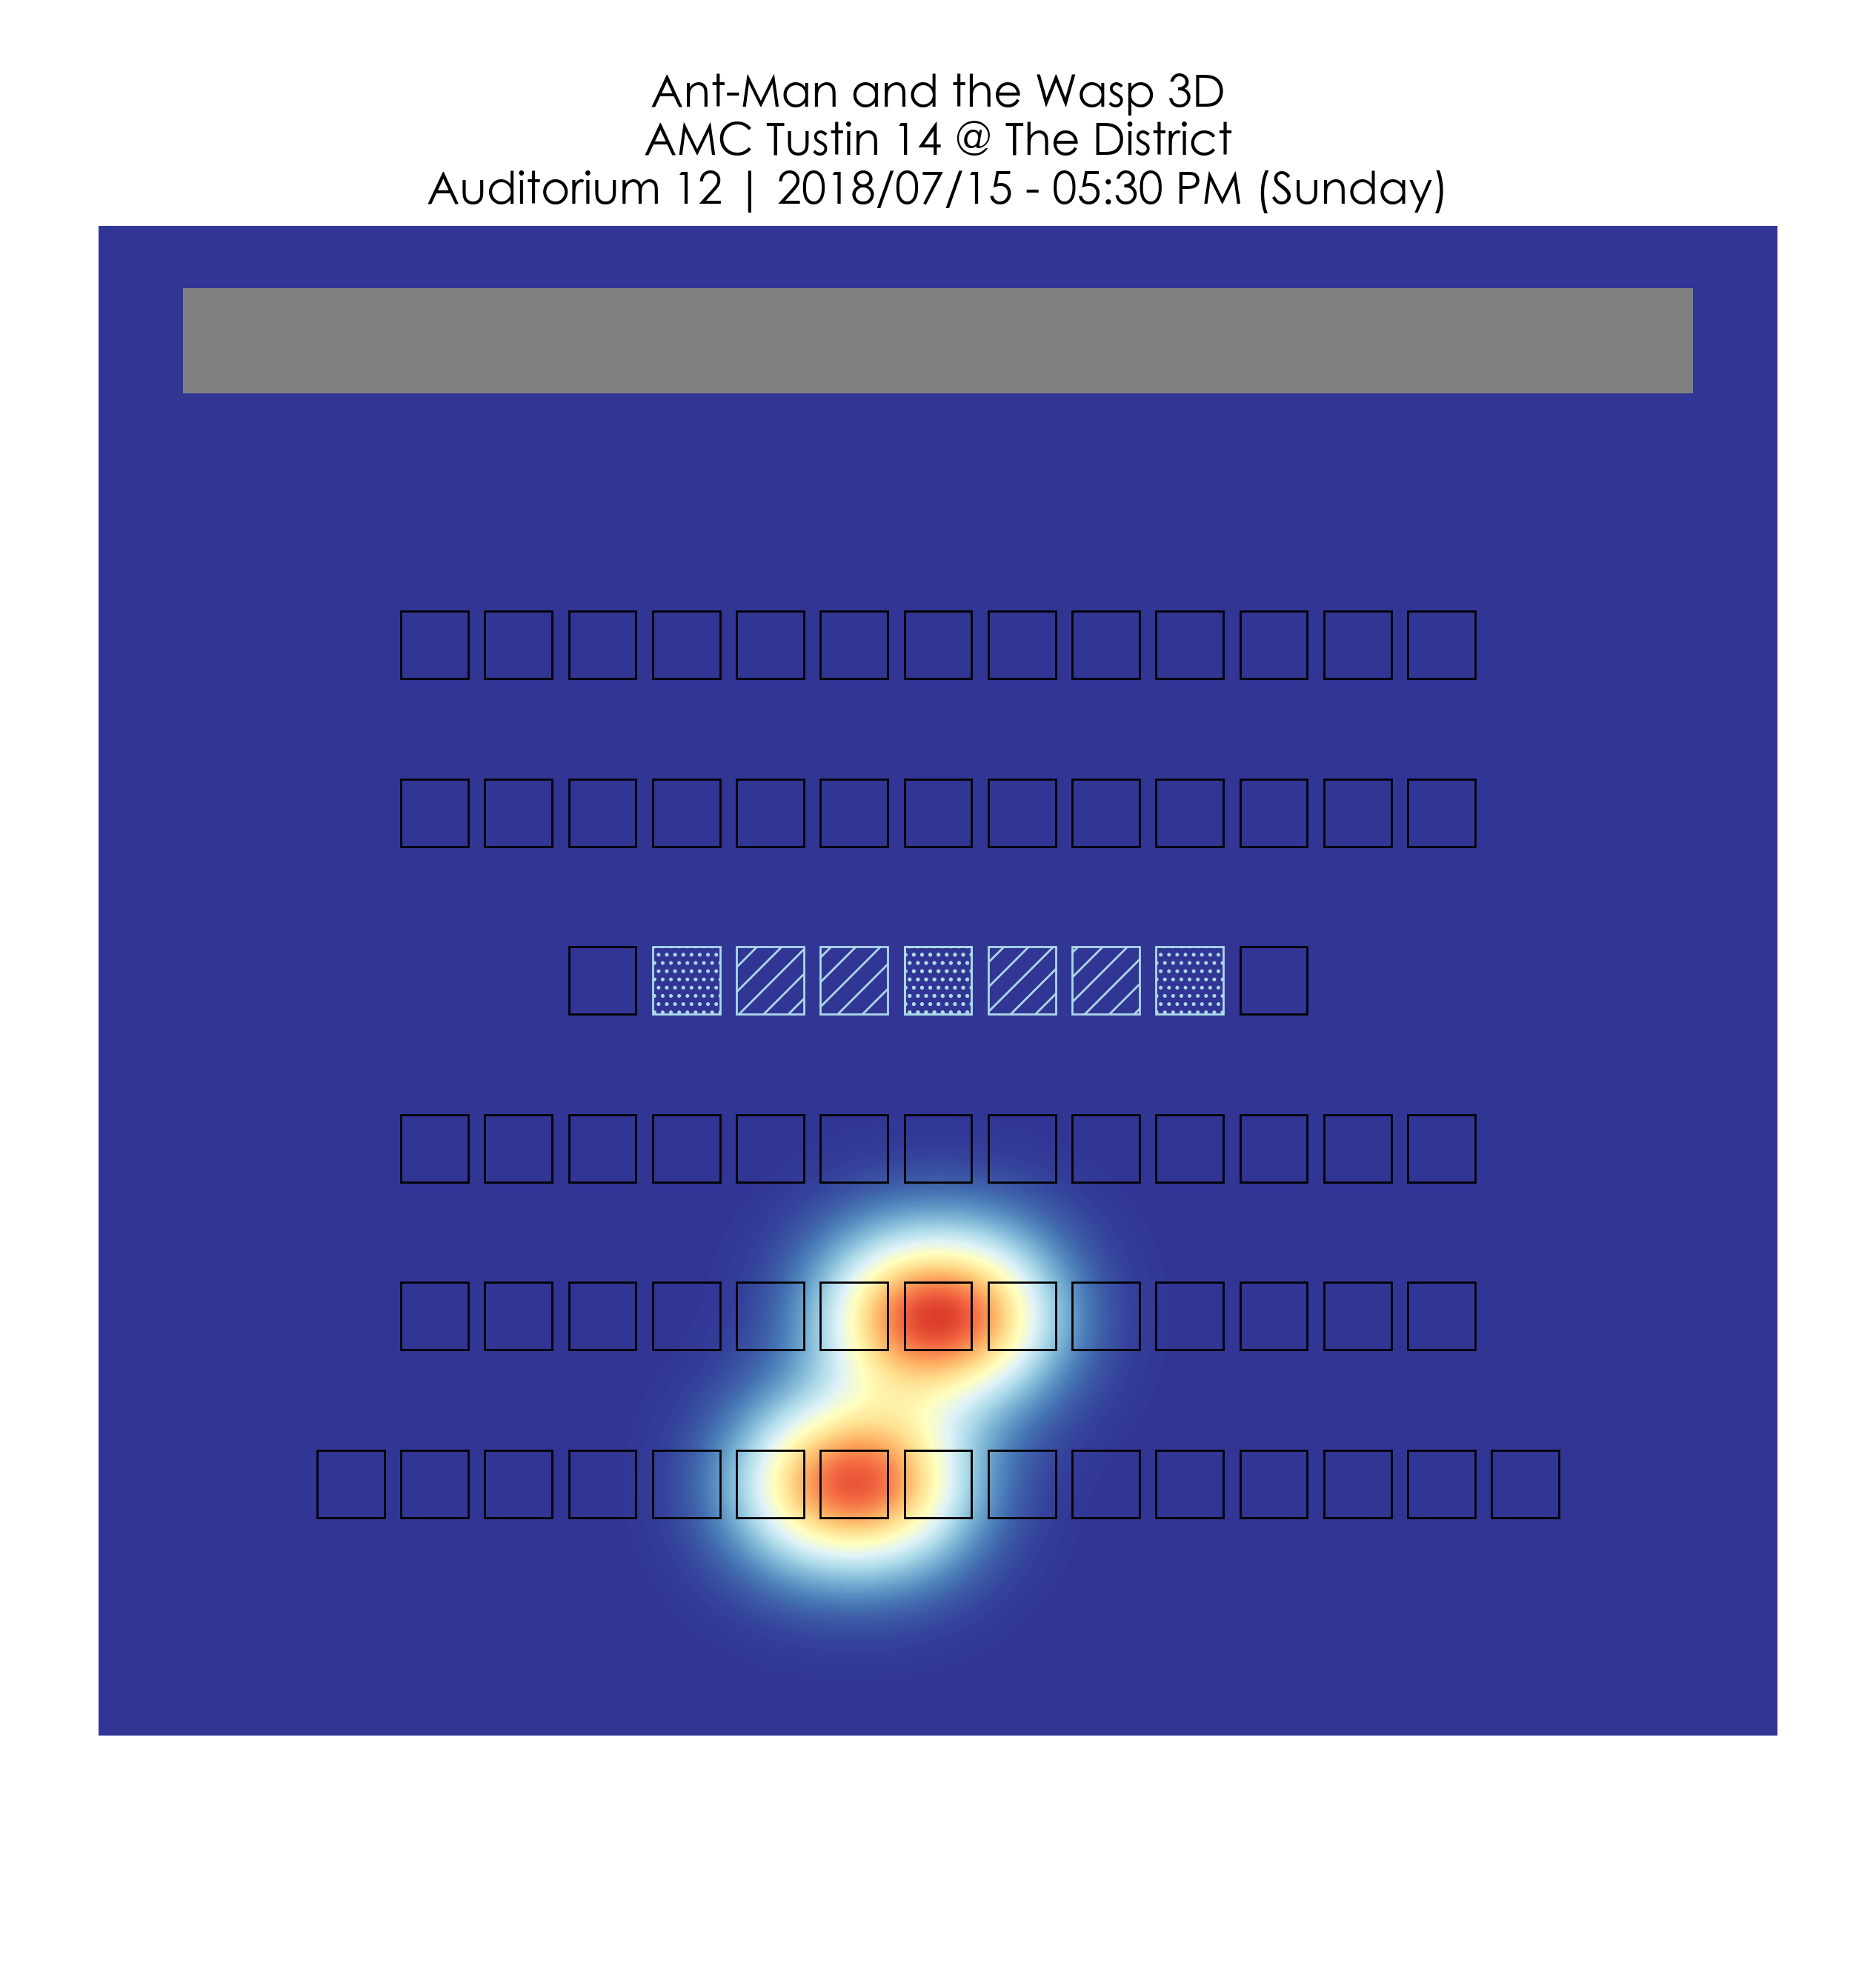 Ant-Man and the Wasp 3D
AMC Tustin 14 @ The District
Auditorium 12 | 2018/07/15 - 05:30 PM (Sunday)